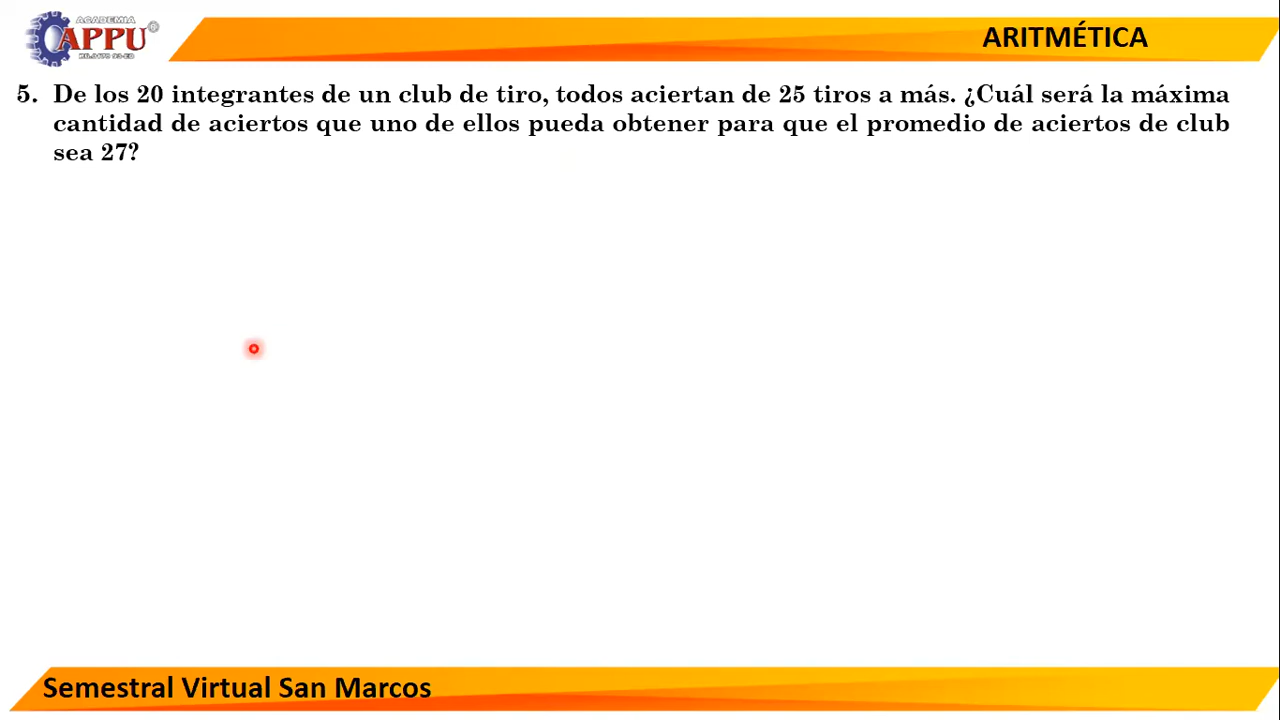 ACADEMIA
CAPPU
ARITMÉTICA
5. De los 20 integrantes de un club de tiro, todos aciertan de 25 tiros a más. ¿Cuál será la máxima
cantidad de aciertos que uno de ellos pueda obtener para que el promedio de aciertos de club
sea 27?
Semestral Virtual San Marcos